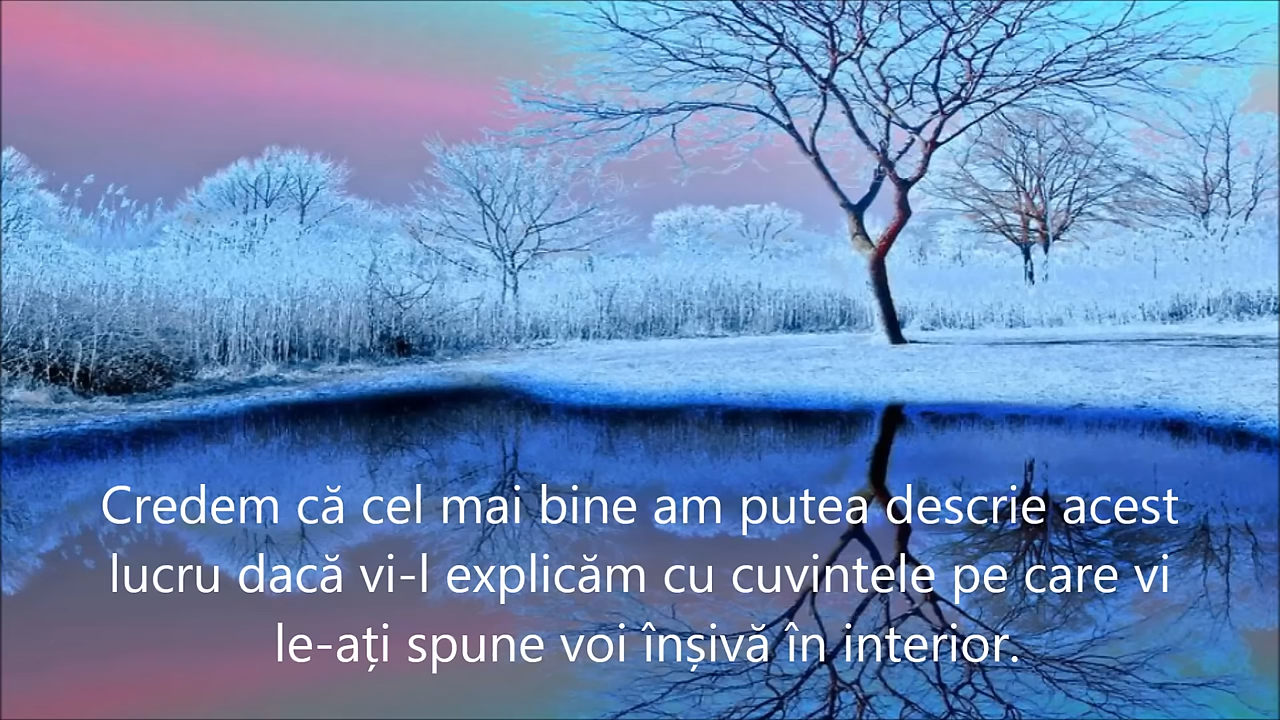 Credem că cel mai bine am putea descrie acest
lucru dacă vi-l explicăm cu cuvintele pe care vi
le-ați spune voi înșivă în interior.